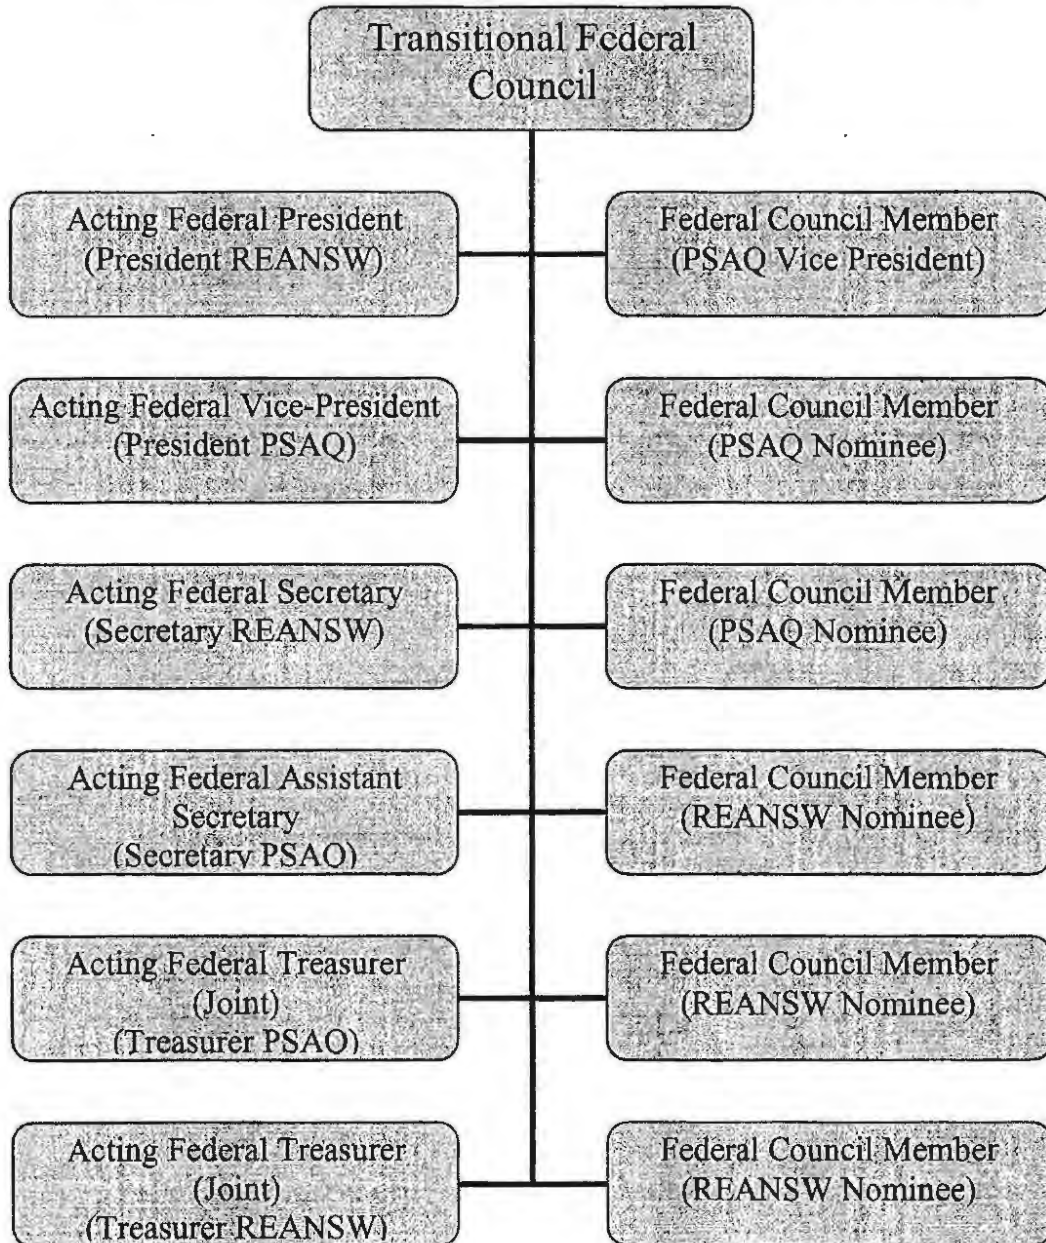 Transitional Federal
Council
Acting Federal President
(President REANSW)
Federal Council Member
(PSAQ Vice President)
Acting Federal Vice-President
(President PSAQ)
Federal Council Member
(PSAQ Nominee)
Acting Federal Secretary
(Secretary REANSW)
Federal Council Member
(PSAQ Nominee)
Acting Federal Assistant
Secretary
(Secretary PSAQ)
Federal Council Member
(REANSW Nominee)
Acting Federal Treasurer
(Joint)
(Treasurer PSAQ)
Federal Council Member
(REANSW Nominee)
Acting Federal Treasurer
(Joint)
(Treasurer REANSW)
Federal Council Member
(REANSW Nominee)